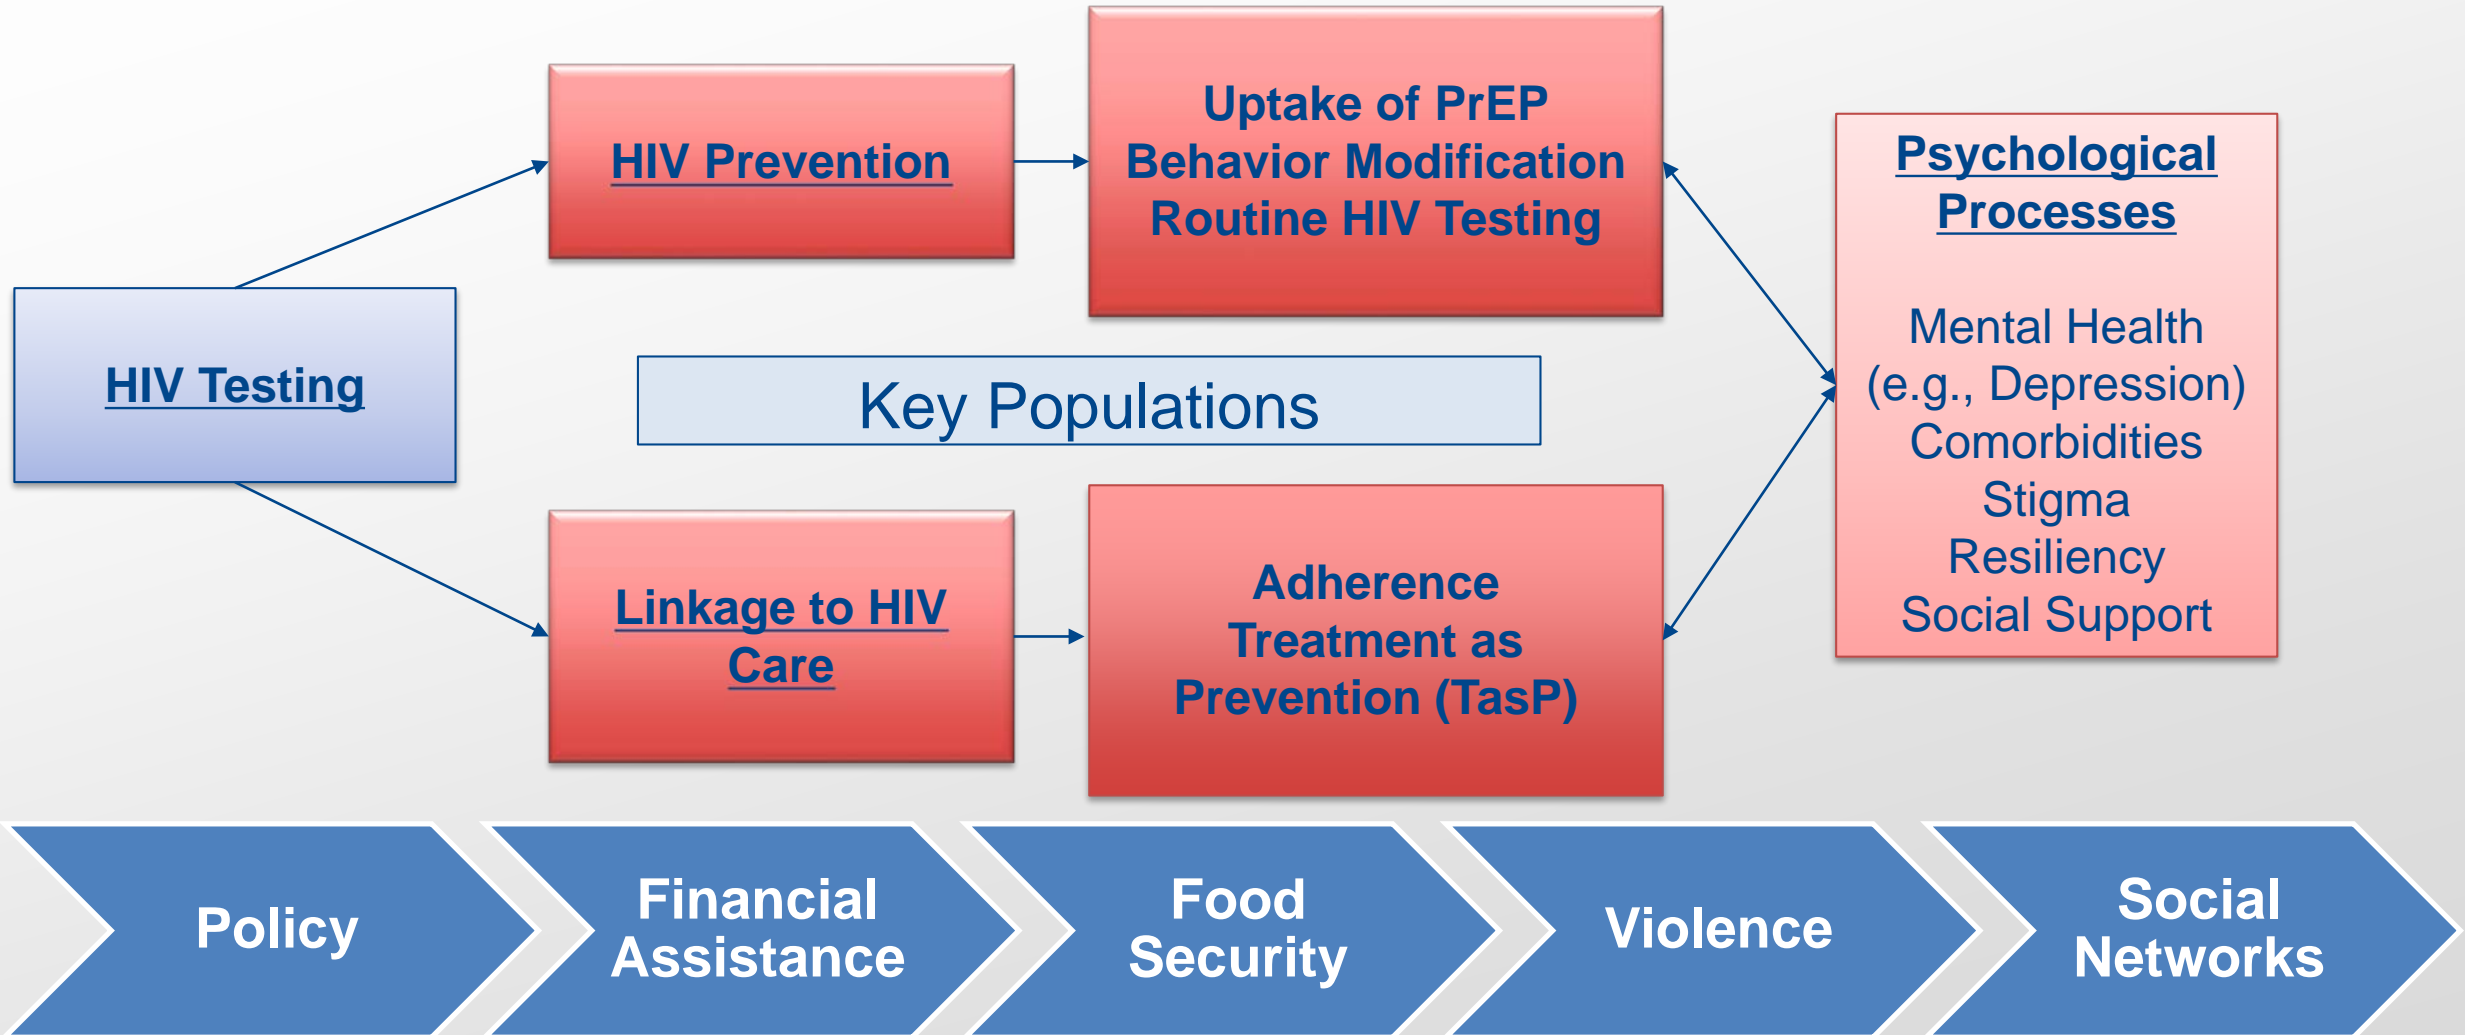 HIV Testing
HIV Prevention
Uptake of PrEP
Behavior Modification
Routine HIV Testing
Key Populations
Linkage to HIV
Care
Adherence
Treatment as
Prevention (TasP)
Psychological
Processes
Mental Health
(e.g., Depression)
Comorbidities
Stigma
Resiliency
Social Support
Policy
Financial
Assistance
Food
Security
Violence
Social
Networks